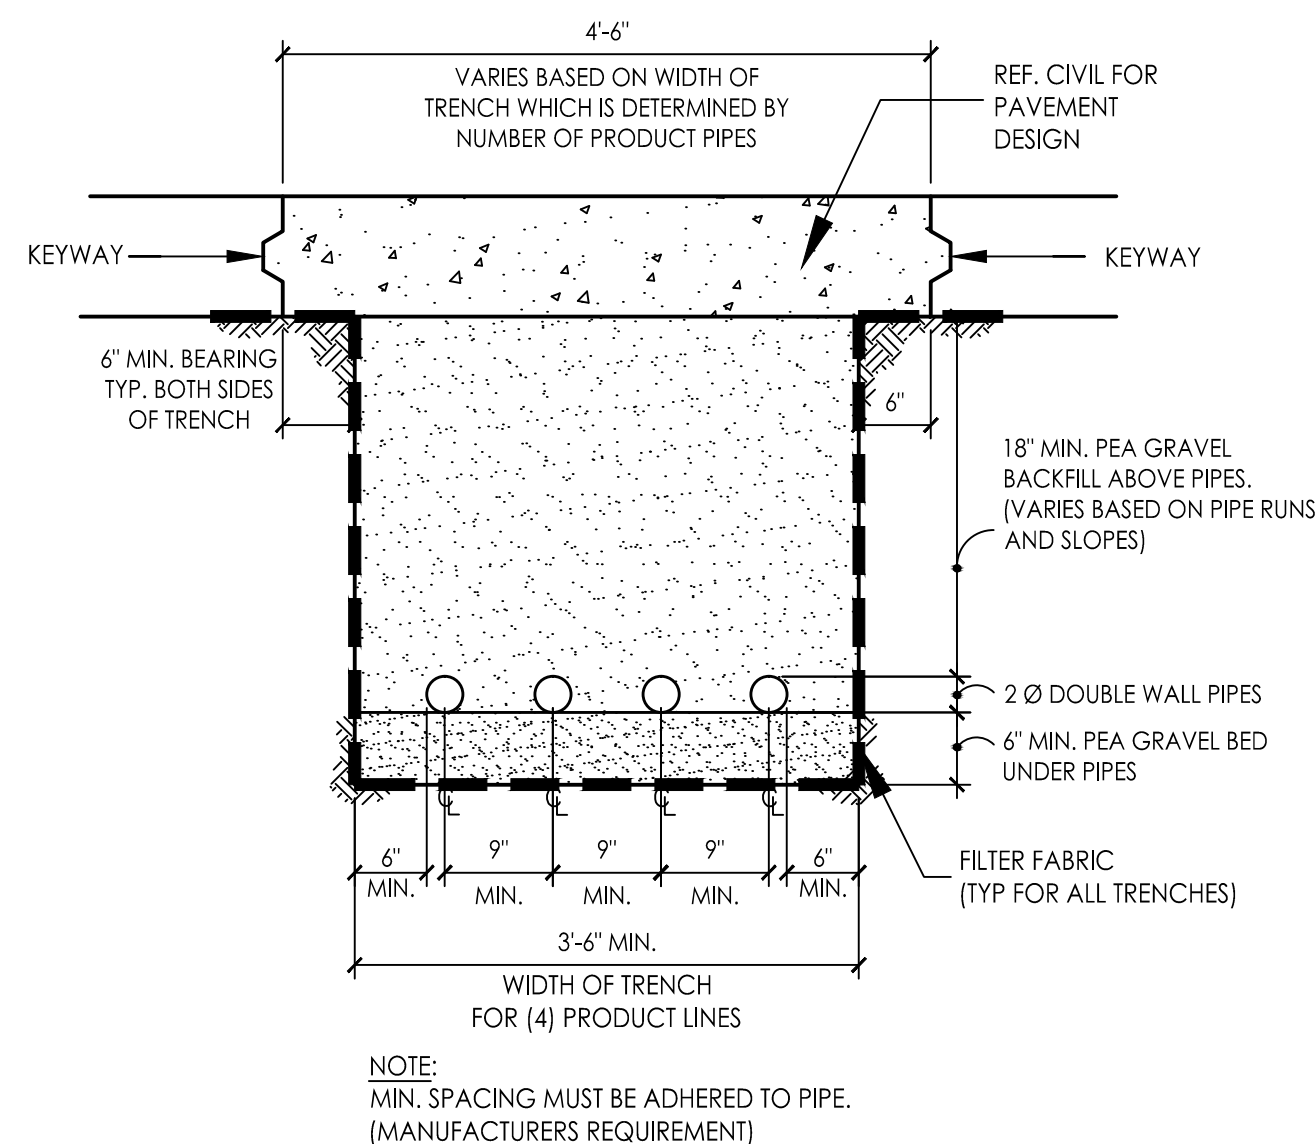 4'-6"
VARIES BASED ON WIDTH OF
TRENCH WHICH IS DETERMINED BY
NUMBER OF PRODUCT PIPES
REF. CIVIL FOR
PAVEMENT
DESIGN
KEYWAY
KEYWAY
6" MIN. BEARING
TYP. BOTH SIDES
OF TRENCH
6"
18" MIN. PEA GRAVEL
BACKFILL ABOVE PIPES.
(VARIES BASED ON PIPE RUNS
AND SLOPES)
2 Ø DOUBLE WALL PIPES
6" MIN. PEA GRAVEL BED
UNDER PIPES
CL CL CL CL
6" 9" 9" 9" 6"
MIN. MIN. MIN. MIN. MIN.
FILTER FABRIC
(TYP FOR ALL TRENCHES)
3'-6" MIN.
WIDTH OF TRENCH
FOR (4) PRODUCT LINES
NOTE:
MIN. SPACING MUST BE ADHERED TO PIPE.
(MANUFACTURERS REQUIREMENT)